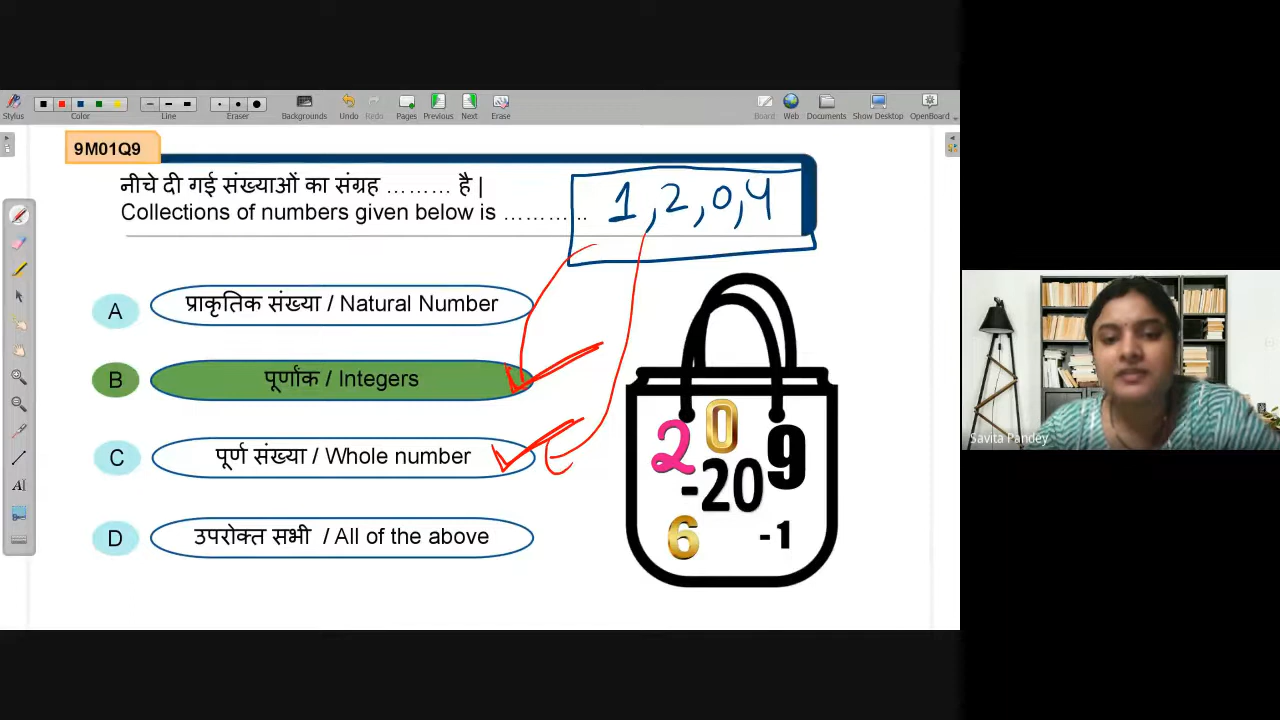 Stylus
Color
Line
Eraser
Backgrounds
Undo
Redo
Pages
Previous
Next
Erase
Board
Web
Documents
Show Desktop
OpenBoard
9M01Q9
नीचे दी गई संख्याओं का संग्रह ……… है |
Collections of numbers given below is ………..
1, 2, 0, 4
A प्राकृतिक संख्या / Natural Number
B पूर्णांक / Integers
C पूर्ण संख्या / Whole number
D उपरोक्त सभी / All of the above
2 0 9
-20
6 -1
Savita Pandey